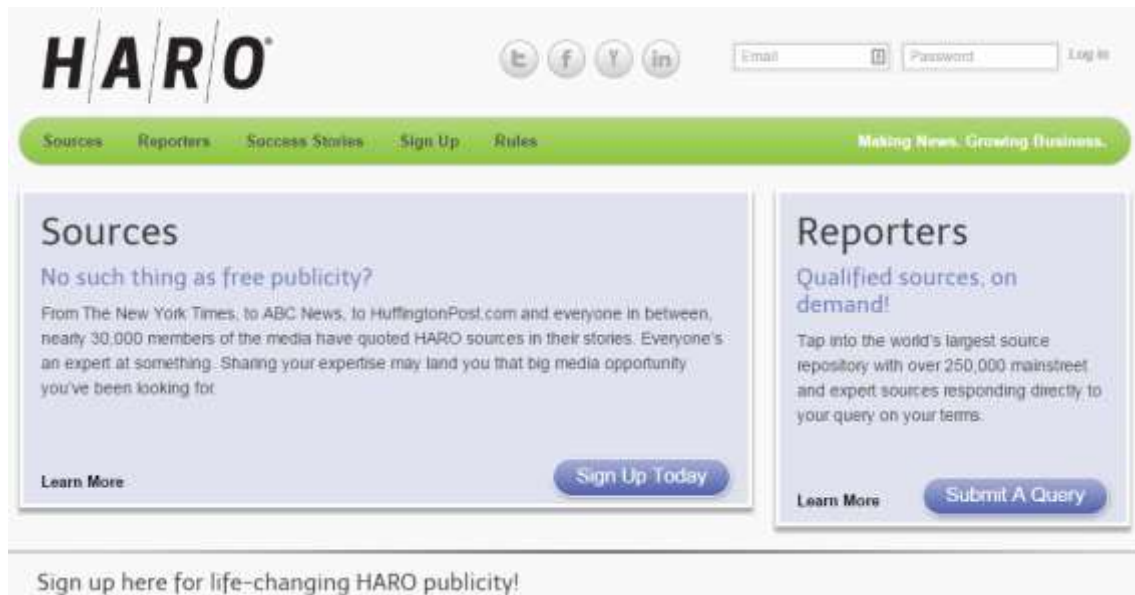 H/A/R/O®
Email
Password
Log in
Sources Reporters Success Stories Sign Up Rules
Making News. Growing Business.
Sources
No such thing as free publicity?
From The New York Times, to ABC News, to HuffingtonPost.com and everyone in between,
nearly 30,000 members of the media have quoted HARO sources in their stories. Everyone's
an expert at something. Sharing your expertise may land you that big media opportunity
you've been looking for.
Learn More
Sign Up Today
Reporters
Qualified sources, on
demand!
Tap into the world's largest source
repository with over 250,000 mainstreet
and expert sources responding directly to
your query on your terms.
Learn More
Submit A Query
Sign up here for life-changing HARO publicity!